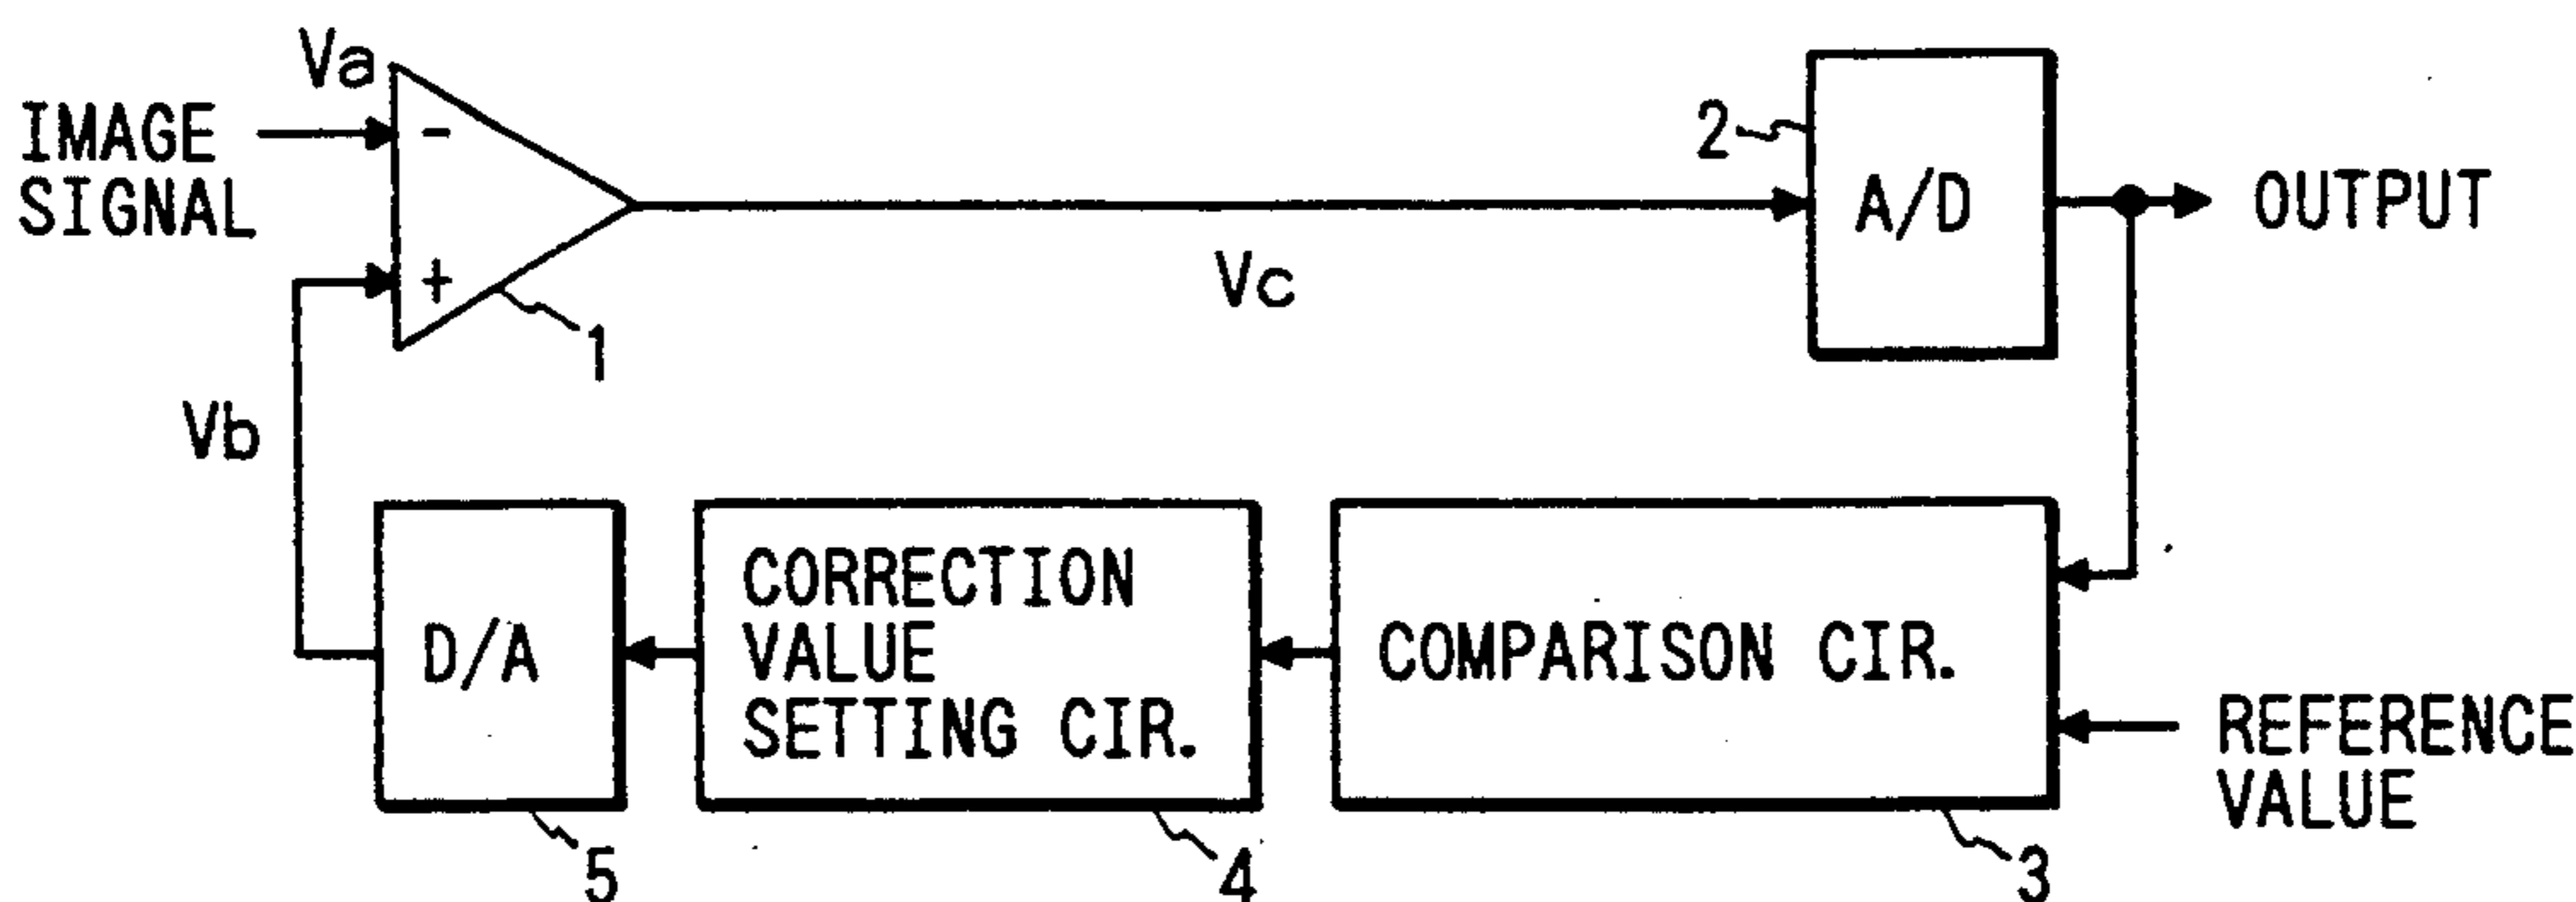 Va
IMAGE
SIGNAL
-
+
1
Vb
Vc
2
A/D
OUTPUT
D/A
5
CORRECTION
VALUE
SETTING CIR.
4
COMPARISON CIR.
3
REFERENCE
VALUE